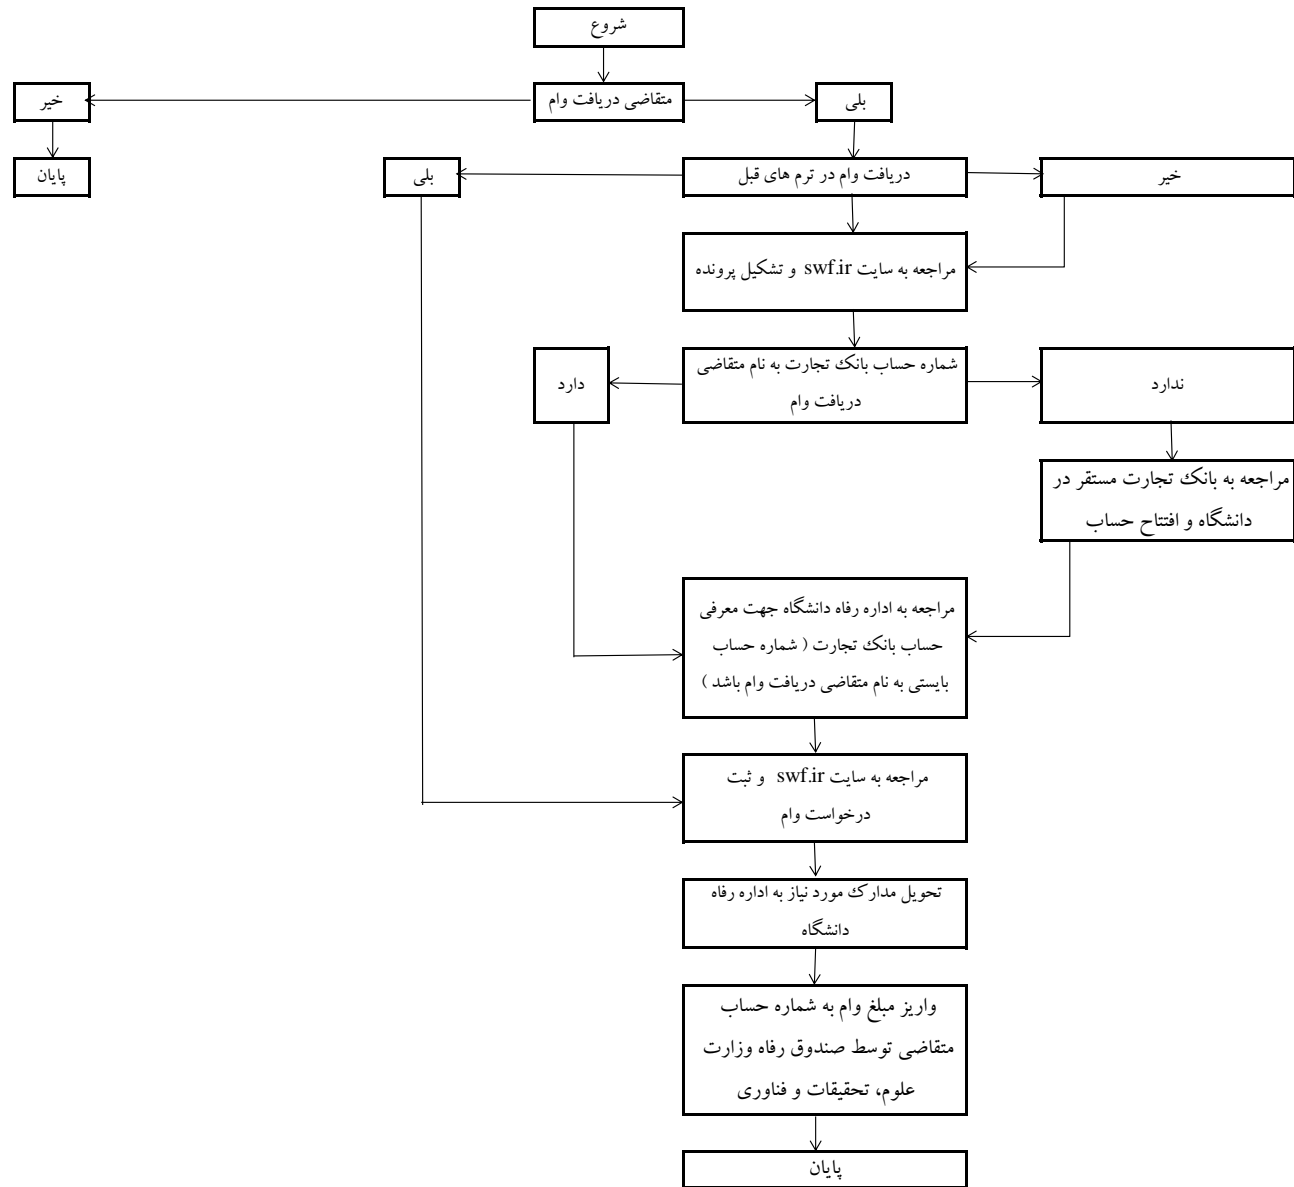 شروع
متقاضی دریافت وام
بلی
خیر
پایان
خیر
دریافت وام در ترم های قبل
بلی
مراجعه به سایت swf.ir و تشکیل پرونده
شماره حساب بانک تجارت به نام متقاضی
دریافت وام
ندارد
دارد
مراجعه به بانک تجارت مستقر در
دانشگاه و افتتاح حساب
مراجعه به اداره رفاه دانشگاه جهت معرفی
حساب بانک تجارت ( شماره حساب
بایستی به نام متقاضی دریافت وام باشد )
مراجعه به سایت swf.ir و ثبت
درخواست وام
تحویل مدارک مورد نیاز به اداره رفاه
دانشگاه
واریز مبلغ وام به شماره حساب
متقاضی توسط صندوق رفاه وزارت
علوم، تحقیقات و فناوری
پایان